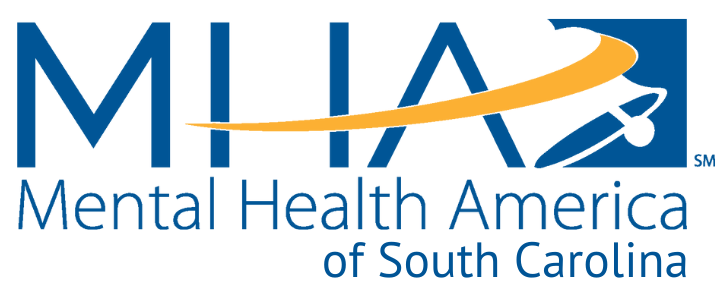 MHA
SM
Mental Health America
of South Carolina